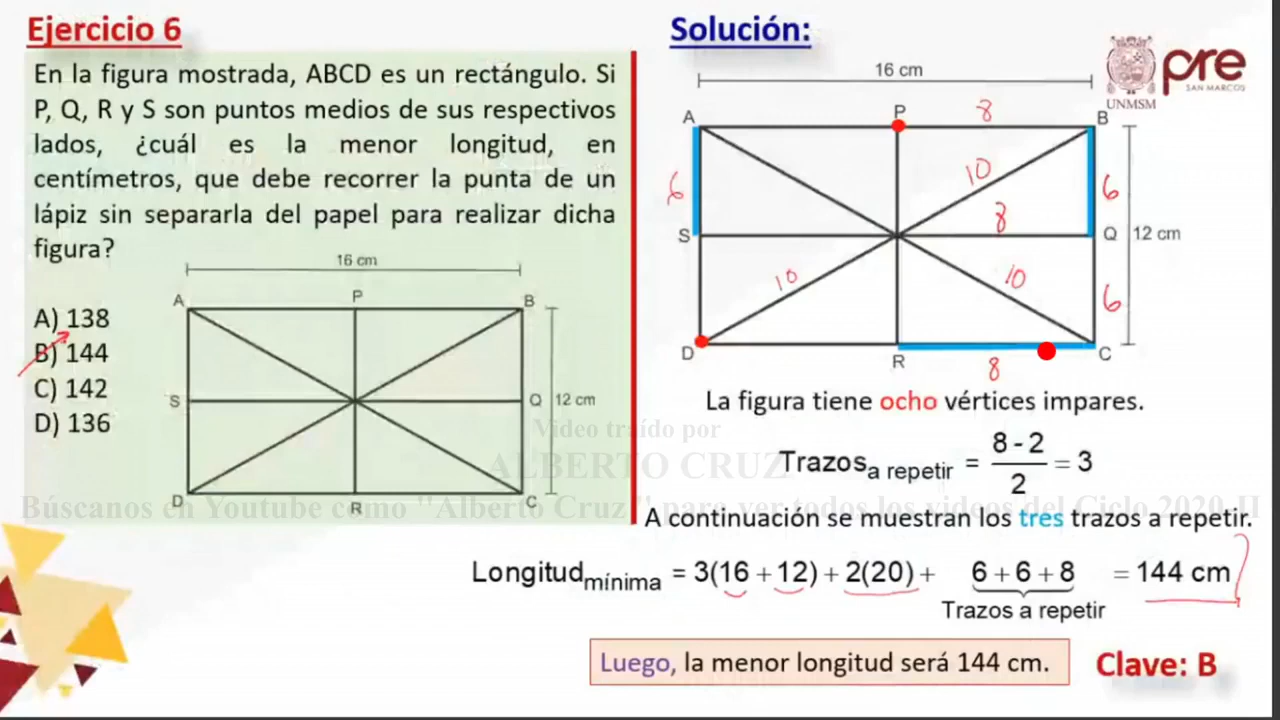 Ejercicio 6
En la figura mostrada, ABCD es un rectángulo. Si
P, Q, R y S son puntos medios de sus respectivos
lados, ¿cuál es la menor longitud, en
centímetros, que debe recorrer la punta de un
lápiz sin separarla del papel para realizar dicha
figura?
A) 138
B) 144
C) 142
D) 136
16 cm
A P B
S Q 12 cm
D R C
Solución:
pre
SAN MARCOS
UNMSM
16 cm
A P 8 B
10
6 8 6
S Q 12 cm
10 10 6
D R C
8
La figura tiene ocho vértices impares.
Trazos a repetir = 8 - 2 / 2 = 3
Video traído por
ALBERTO CRUZ
Búscanos en Youtube como "Alberto Cruz" para ver todos los videos del Ciclo 2020-II
A continuación se muestran los tres trazos a repetir.
Longitud mínima = 3(16 + 12) + 2(20) + 6 + 6 + 8 = 144 cm
Trazos a repetir
Luego, la menor longitud será 144 cm.
Clave: B